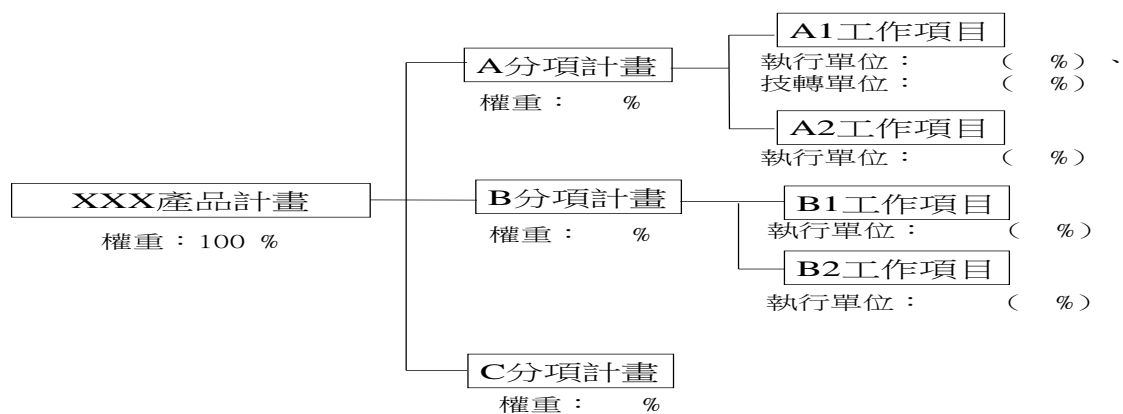 XXX產品計畫
權重：100 %
A分項計畫
權重：　　%
A1工作項目
執行單位：　　　　（　%）、
技轉單位：　　　　（　%）
A2工作項目
執行單位：　　　　（　%）
B分項計畫
權重：　　%
B1工作項目
執行單位：　　　　（　%）
B2工作項目
執行單位：　　　　（　%）
C分項計畫
權重：　　%